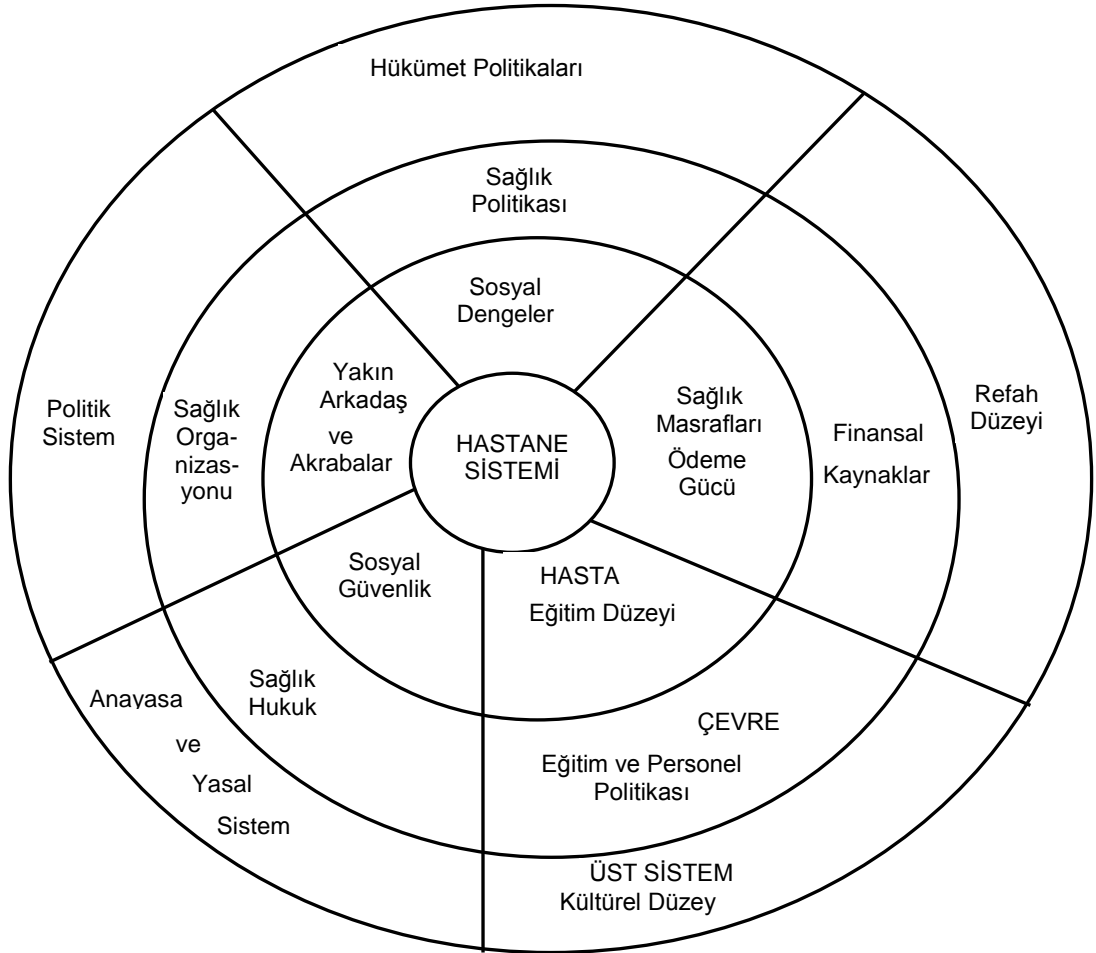 Hükümet Politikaları
Sağlık
Politikası
Sosyal
Dengeler
Yakın
Arkadaş
ve
Akrabalar
Politik
Sistem
Sağlık
Orga-
nizas-
yonu
HASTANE
SİSTEMİ
Sağlık
Masrafları
Ödeme
Gücü
Finansal
Kaynaklar
Refah
Düzeyi
Sosyal
Güvenlik
HASTA
Eğitim Düzeyi
Sağlık
Hukuk
Anayasa
ve
Yasal
Sistem
ÇEVRE
Eğitim ve Personel
Politikası
ÜST SİSTEM
Kültürel Düzey